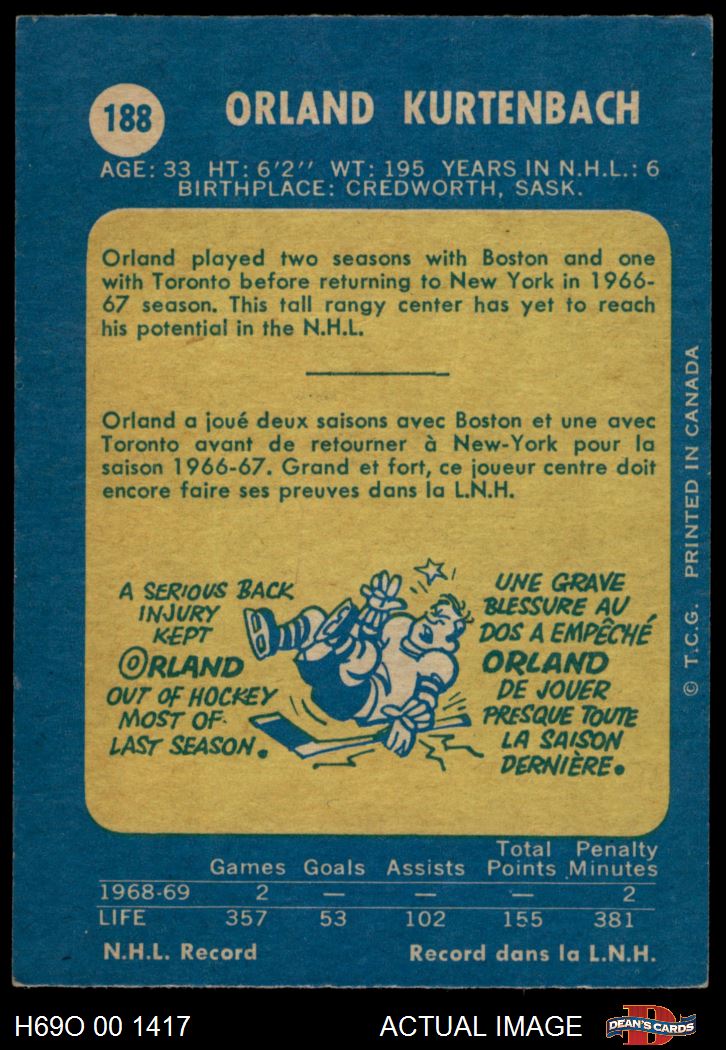 188
ORLAND KURTENBACH
AGE: 33 HT: 6'2'' WT: 195 YEARS IN N.H.L.: 6
BIRTHPLACE: CREDWORTH, SASK.
Orland played two seasons with Boston and one
with Toronto before returning to New York in 1966-
67 season. This tall rangy center has yet to reach
his potential in the N.H.L.
Orland a joué deux saisons avec Boston et une avec
Toronto avant de retourner à New-York pour la
saison 1966-67. Grand et fort, ce joueur centre doit
encore faire ses preuves dans la L.N.H.
A SERIOUS BACK
INJURY
KEPT
ORLAND
OUT OF HOCKEY
MOST OF
LAST SEASON.
UNE GRAVE
BLESSURE AU
DOS A EMPÊCHÉ
ORLAND
DE JOUER
PRESQUE TOUTE
LA SAISON
DERNIÈRE.
© T.C.G. PRINTED IN CANADA
Games Goals Assists Total Points Penalty Minutes
1968-69 2 — — — 2
LIFE 357 53 102 155 381
N.H.L. Record Record dans la L.N.H.
H69O 00 1417 ACTUAL IMAGE D DEAN'S CARDS